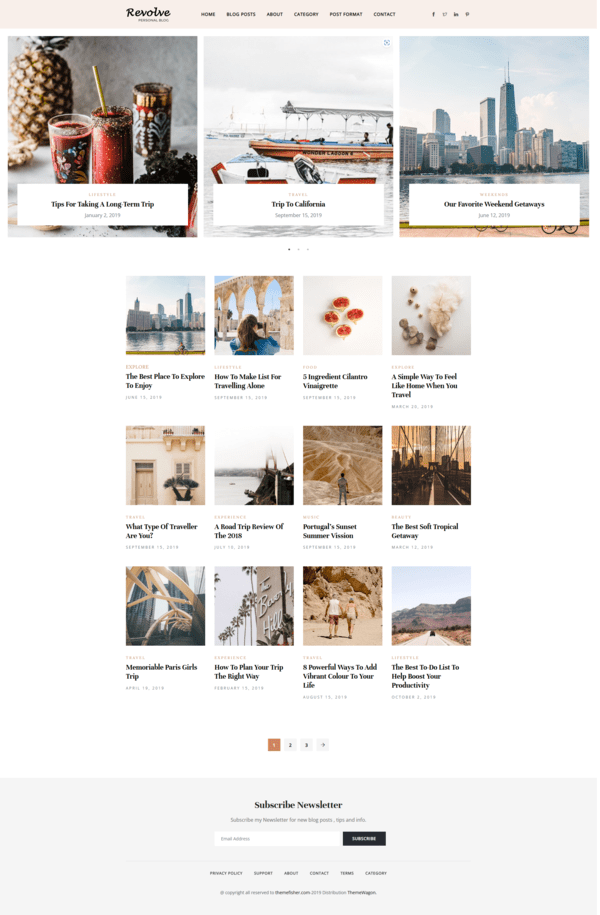 Revolve
PERSONAL BLOG
HOME BLOG POSTS ABOUT CATEGORY POST FORMAT CONTACT
LIFESTYLE
Tips For Taking A Long-Term Trip
January 2, 2019
WONDER LAGOON
TRAVEL
Trip To California
September 15, 2019
WEEKENDS
Our Favorite Weekend Getaways
June 12, 2019
EXPLORE
The Best Place To Explore
To Enjoy
JUNE 15, 2019
LIFESTYLE
How To Make List For
Travelling Alone
SEPTEMBER 15, 2019
FOOD
5 Ingredient Cilantro
Vinaigrette
SEPTEMBER 15, 2019
EXPLORE
A Simple Way To Feel
Like Home When You
Travel
MARCH 20, 2019
TRAVEL
What Type Of Traveller
Are You?
SEPTEMBER 15, 2019
EXPERIENCE
A Road Trip Review Of
The 2018
JULY 10, 2019
MUSIC
Portugal's Sunset
Summer Vission
SEPTEMBER 15, 2019
BEAUTY
The Best Soft Tropical
Getaway
MARCH 12, 2019
The
Beverly
Hills
TRAVEL
Memoriable Paris Girls
Trip
APRIL 19, 2019
EXPERIENCE
How To Plan Your Trip
The Right Way
FEBRUARY 15, 2019
TRAVEL
8 Powerful Ways To Add
Vibrant Colour To Your
Life
AUGUST 15, 2019
LIFESTYLE
The Best To Do List To
Help Boost Your
Productivity
OCTOBER 2, 2019
1 2 3 →
Subscribe Newsletter
Subscribe my Newsletter for new blog posts , tips and info.
Email Address
SUBSCRIBE
PRIVACY POLICY SUPPORT ABOUT CONTACT TERMS CATEGORY
© copyright all reserved to themefisher.com 2019 Distribution ThemeWagon.